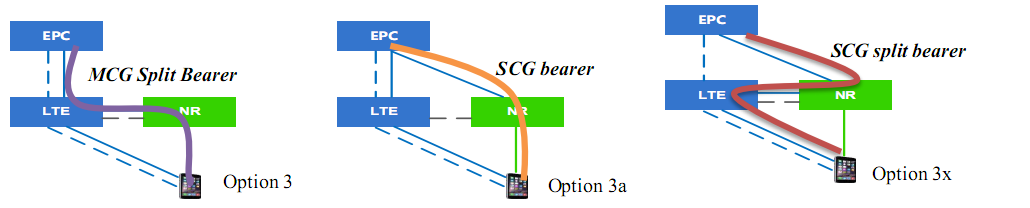 EPC
MCG Split Bearer
LTE
NR
Option 3
EPC
SCG bearer
LTE
NR
Option 3a
EPC
SCG split bearer
LTE
NR
Option 3x